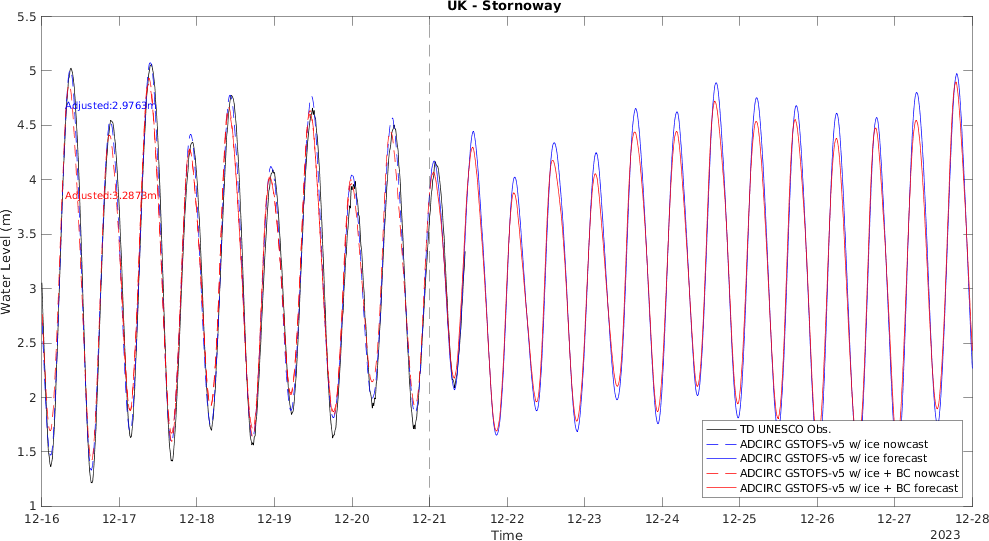 UK - Stornoway
5.5
5
4.5
4
3.5
3
2.5
2
1.5
1
Water Level (m)
Adjusted:2.9763m
Adjusted:3.2873m
TD UNESCO Obs.
ADCIRC GSTOFS-v5 w/ ice nowcast
ADCIRC GSTOFS-v5 w/ ice forecast
ADCIRC GSTOFS-v5 w/ ice + BC nowcast
ADCIRC GSTOFS-v5 w/ ice + BC forecast
12-16 12-17 12-18 12-19 12-20 12-21 12-22 12-23 12-24 12-25 12-26 12-27 12-28
Time
2023